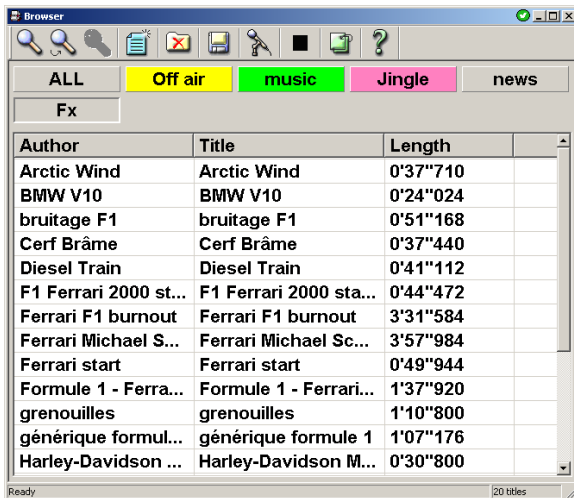 Browser
ALL Off air music Jingle news
Fx
Author Title Length
Arctic Wind Arctic Wind 0'37"710
BMW V10 BMW V10 0'24"024
bruitage F1 bruitage F1 0'51"168
Cerf Brâme Cerf Brâme 0'37"440
Diesel Train Diesel Train 0'41"112
F1 Ferrari 2000 st... F1 Ferrari 2000 sta... 0'44"472
Ferrari F1 burnout Ferrari F1 burnout 3'31"584
Ferrari Michael S... Ferrari Michael Sc... 3'57"984
Ferrari start Ferrari start 0'49"944
Formule 1 - Ferra... Formule 1 - Ferrari... 1'37"920
grenouilles grenouilles 1'10"800
générique formul... générique formule 1 1'07"176
Harley-Davidson ... Harley-Davidson M... 0'30"800
Ready 20 titles